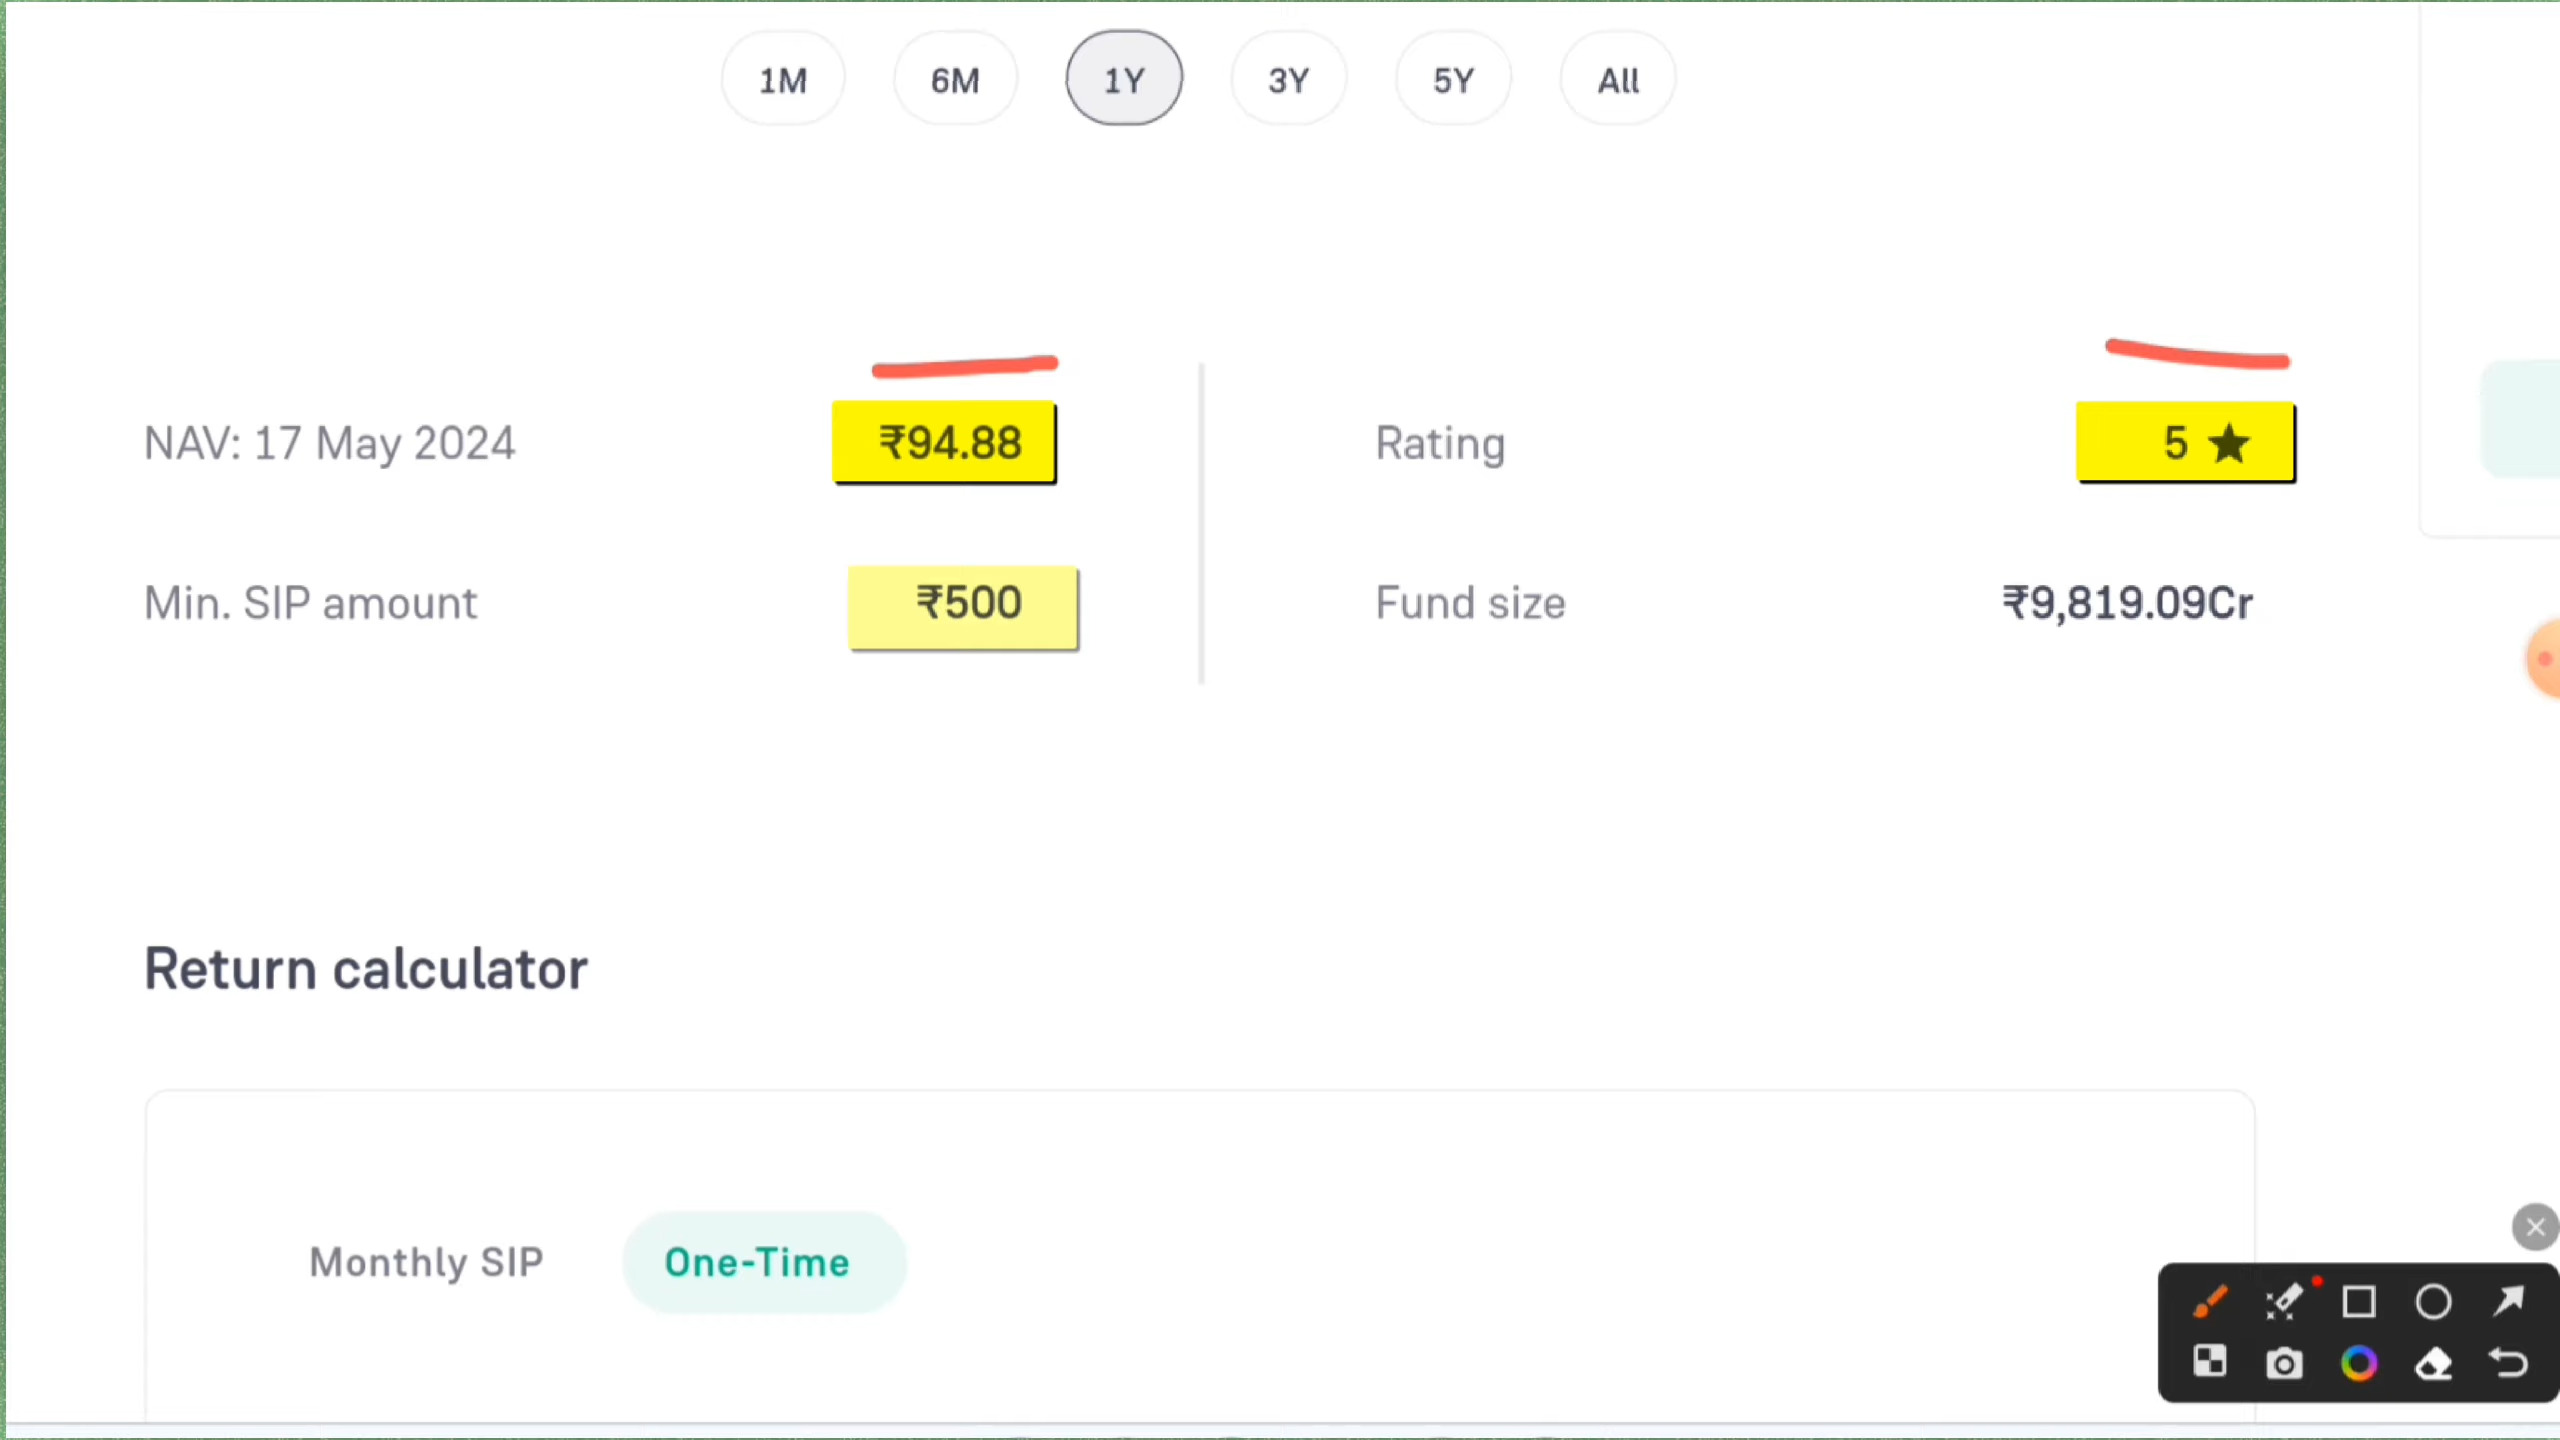 1M 6M 1Y 3Y 5Y All
NAV: 17 May 2024 ₹94.88
Rating 5 ★
Min. SIP amount ₹500
Fund size ₹9,819.09Cr
Return calculator
Monthly SIP One-Time